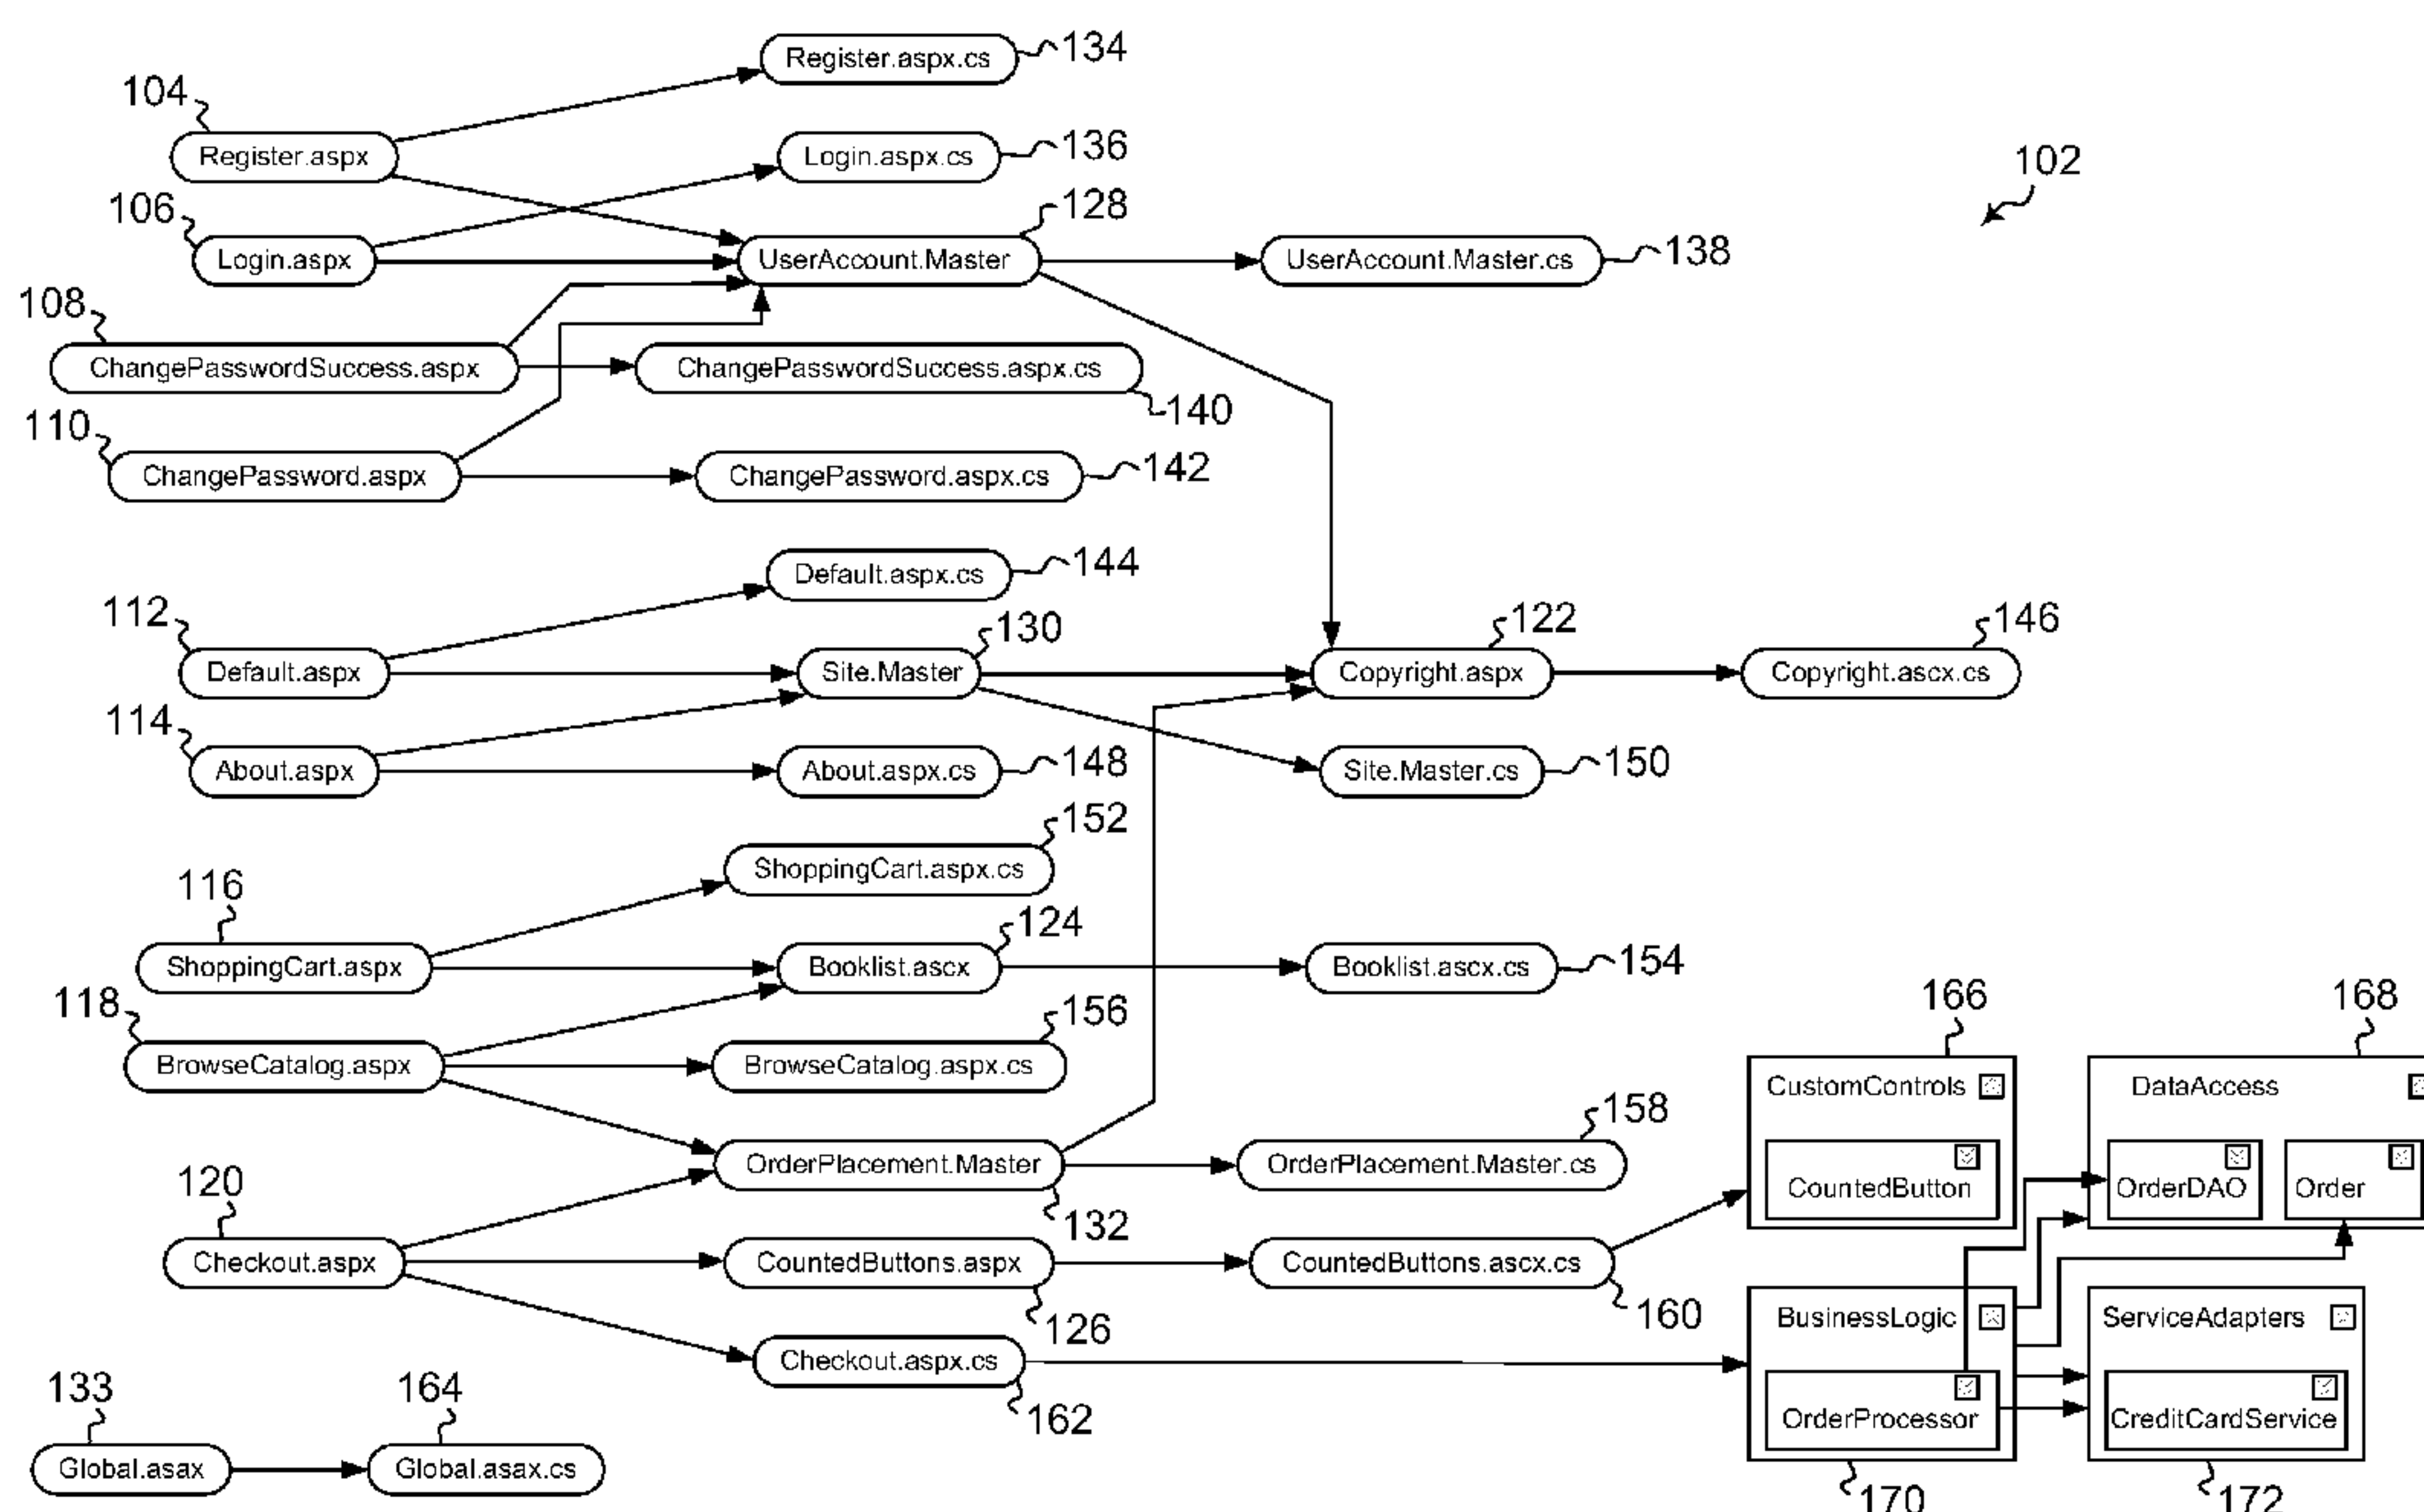 Register.aspx.cs
134
104
Register.aspx
Login.aspx.cs
136
102
106
128
Login.aspx
UserAccount.Master
UserAccount.Master.cs
138
108
ChangePasswordSuccess.aspx
ChangePasswordSuccess.aspx.cs
140
110
ChangePassword.aspx
ChangePassword.aspx.cs
142
Default.aspx.cs
144
112
130
122
146
Default.aspx
Site.Master
Copyright.aspx
Copyright.ascx.cs
114
About.aspx
About.aspx.cs
148
Site.Master.cs
150
152
ShoppingCart.aspx.cs
116
124
ShoppingCart.aspx
Booklist.ascx
Booklist.ascx.cs
154
118
156
BrowseCatalog.aspx
BrowseCatalog.aspx.cs
166
168
CustomControls
DataAccess
158
OrderPlacement.Master
OrderPlacement.Master.cs
CountedButton
OrderDAO
Order
120
132
Checkout.aspx
CountedButtons.aspx
CountedButtons.ascx.cs
160
126
BusinessLogic
ServiceAdapters
Checkout.aspx.cs
162
OrderProcessor
CreditCardService
133
164
Global.asax
Global.asax.cs
170
172